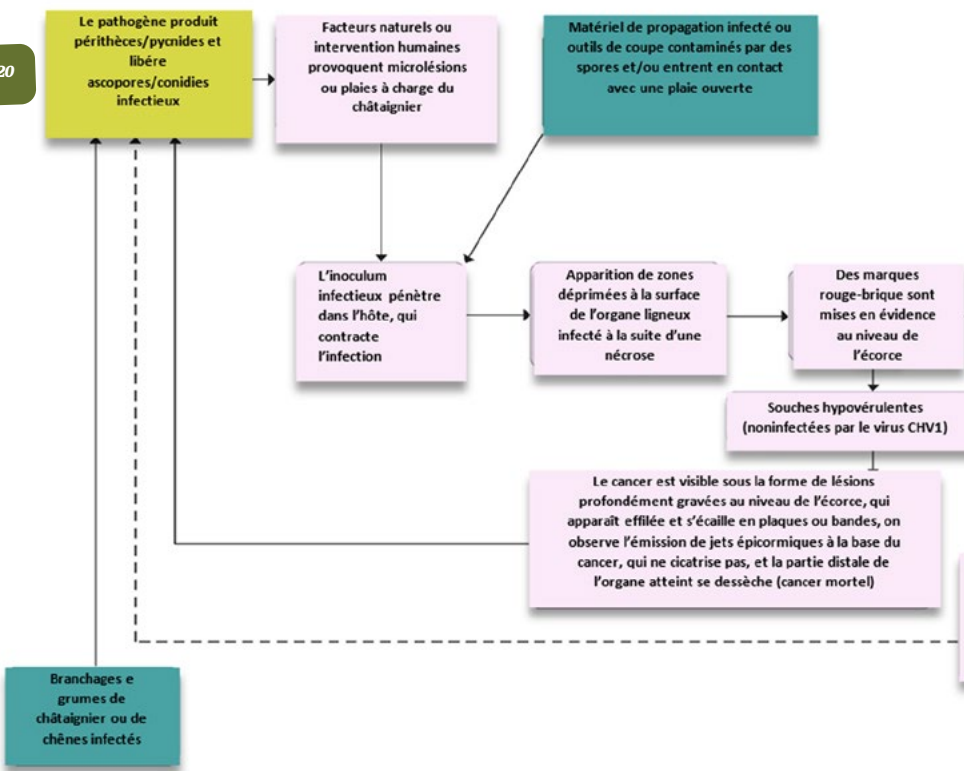 20
Le pathogène produit
périthèces/pycnides et
libère
ascopores/conidies
infectieux
Facteurs naturels ou
intervention humaines
provoquent microlésions
ou plaies à charge du
châtaignier
Matériel de propagation infecté ou
outils de coupe contaminés par des
spores et/ou entrent en contact
avec une plaie ouverte
L'inoculum
infectieux pénètre
dans l'hôte, qui
contracte
l'infection
Apparition de zones
déprimées à la surface
de l'organe ligneux
infecté à la suite d'une
nécrose
Des marques
rouge-brique sont
mises en évidence
au niveau de
l'écorce
Souches hypovérulentes
(noninfectées par le virus CHV1)
Le cancer est visible sous la forme de lésions
profondément gravées au niveau de l'écorce, qui
apparaît effilée et s'écaille en plaques ou bandes, on
observe l'émission de jets épicormiques à la base du
cancer, qui ne cicatrise pas, et la partie distale de
l'organe atteint se dessèche (cancer mortel)
Branchages e
grumes de
châtaignier ou de
chênes infectés